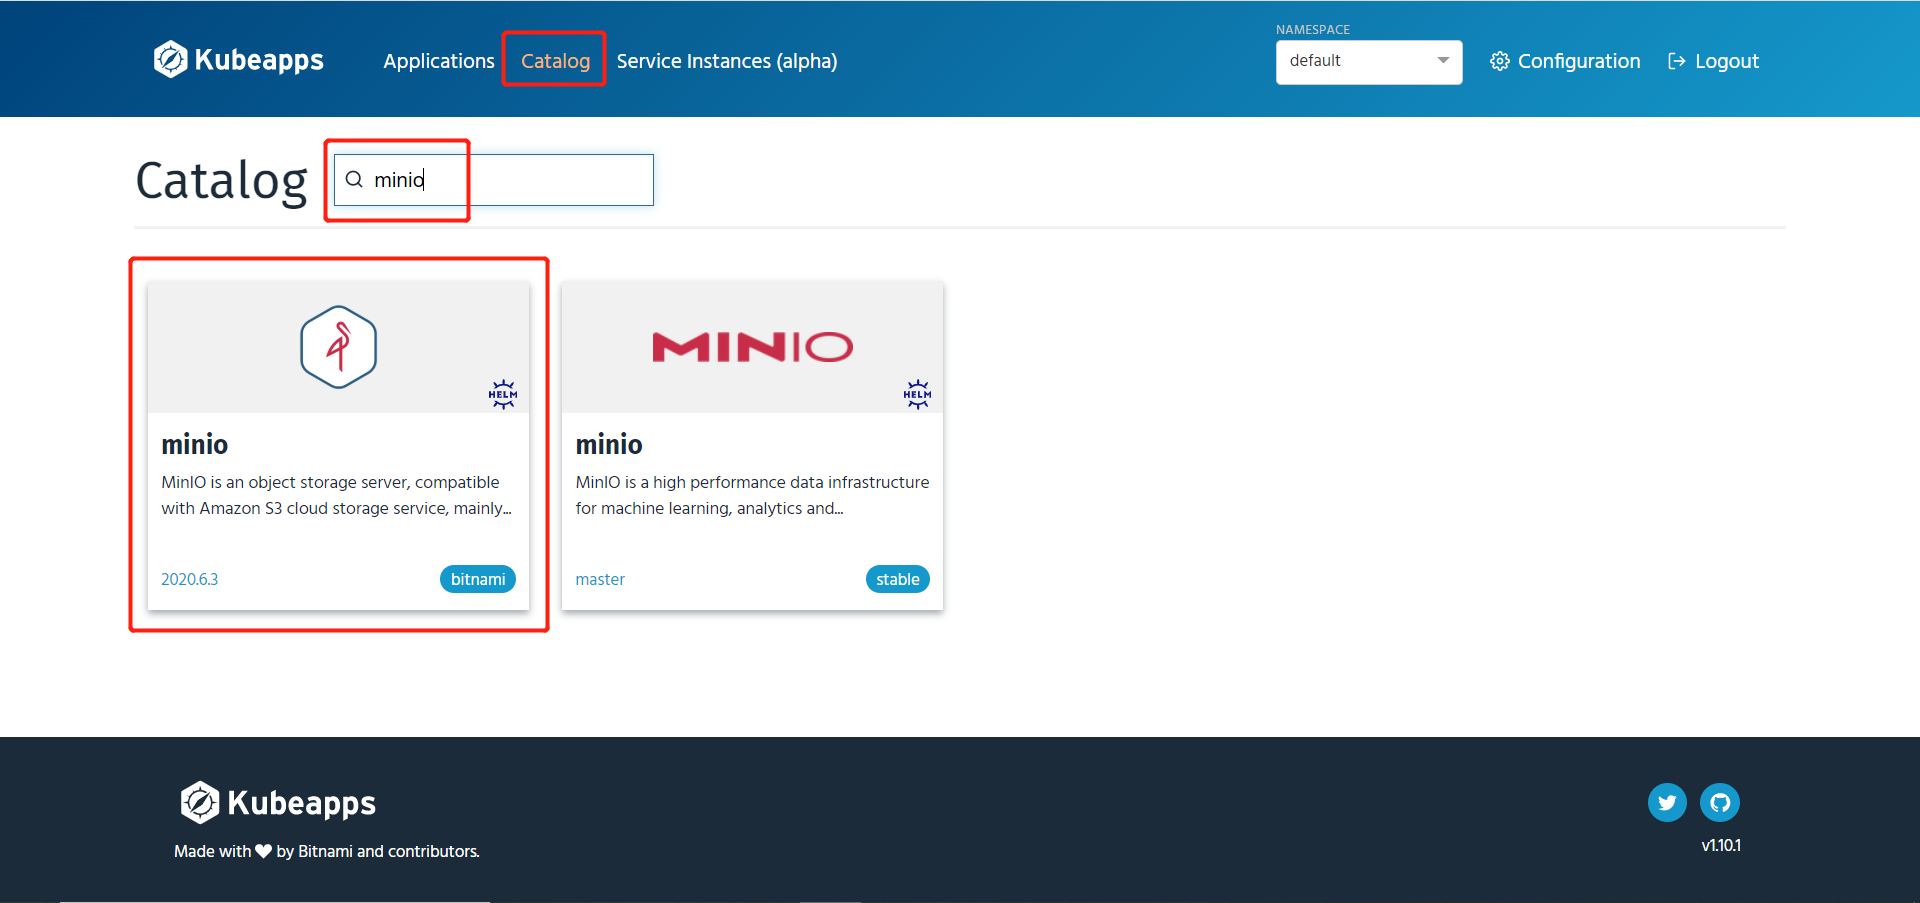 NAMESPACE
Kubeapps Applications Catalog Service Instances (alpha) default Configuration Logout
Catalog minio
MINIO
HELM HELM
minio
MinIO is an object storage server, compatible
with Amazon S3 cloud storage service, mainly...
2020.6.3 bitnami
minio
MinIO is a high performance data infrastructure
for machine learning, analytics and...
master stable
Kubeapps
Made with by Bitnami and contributors.
v1.10.1